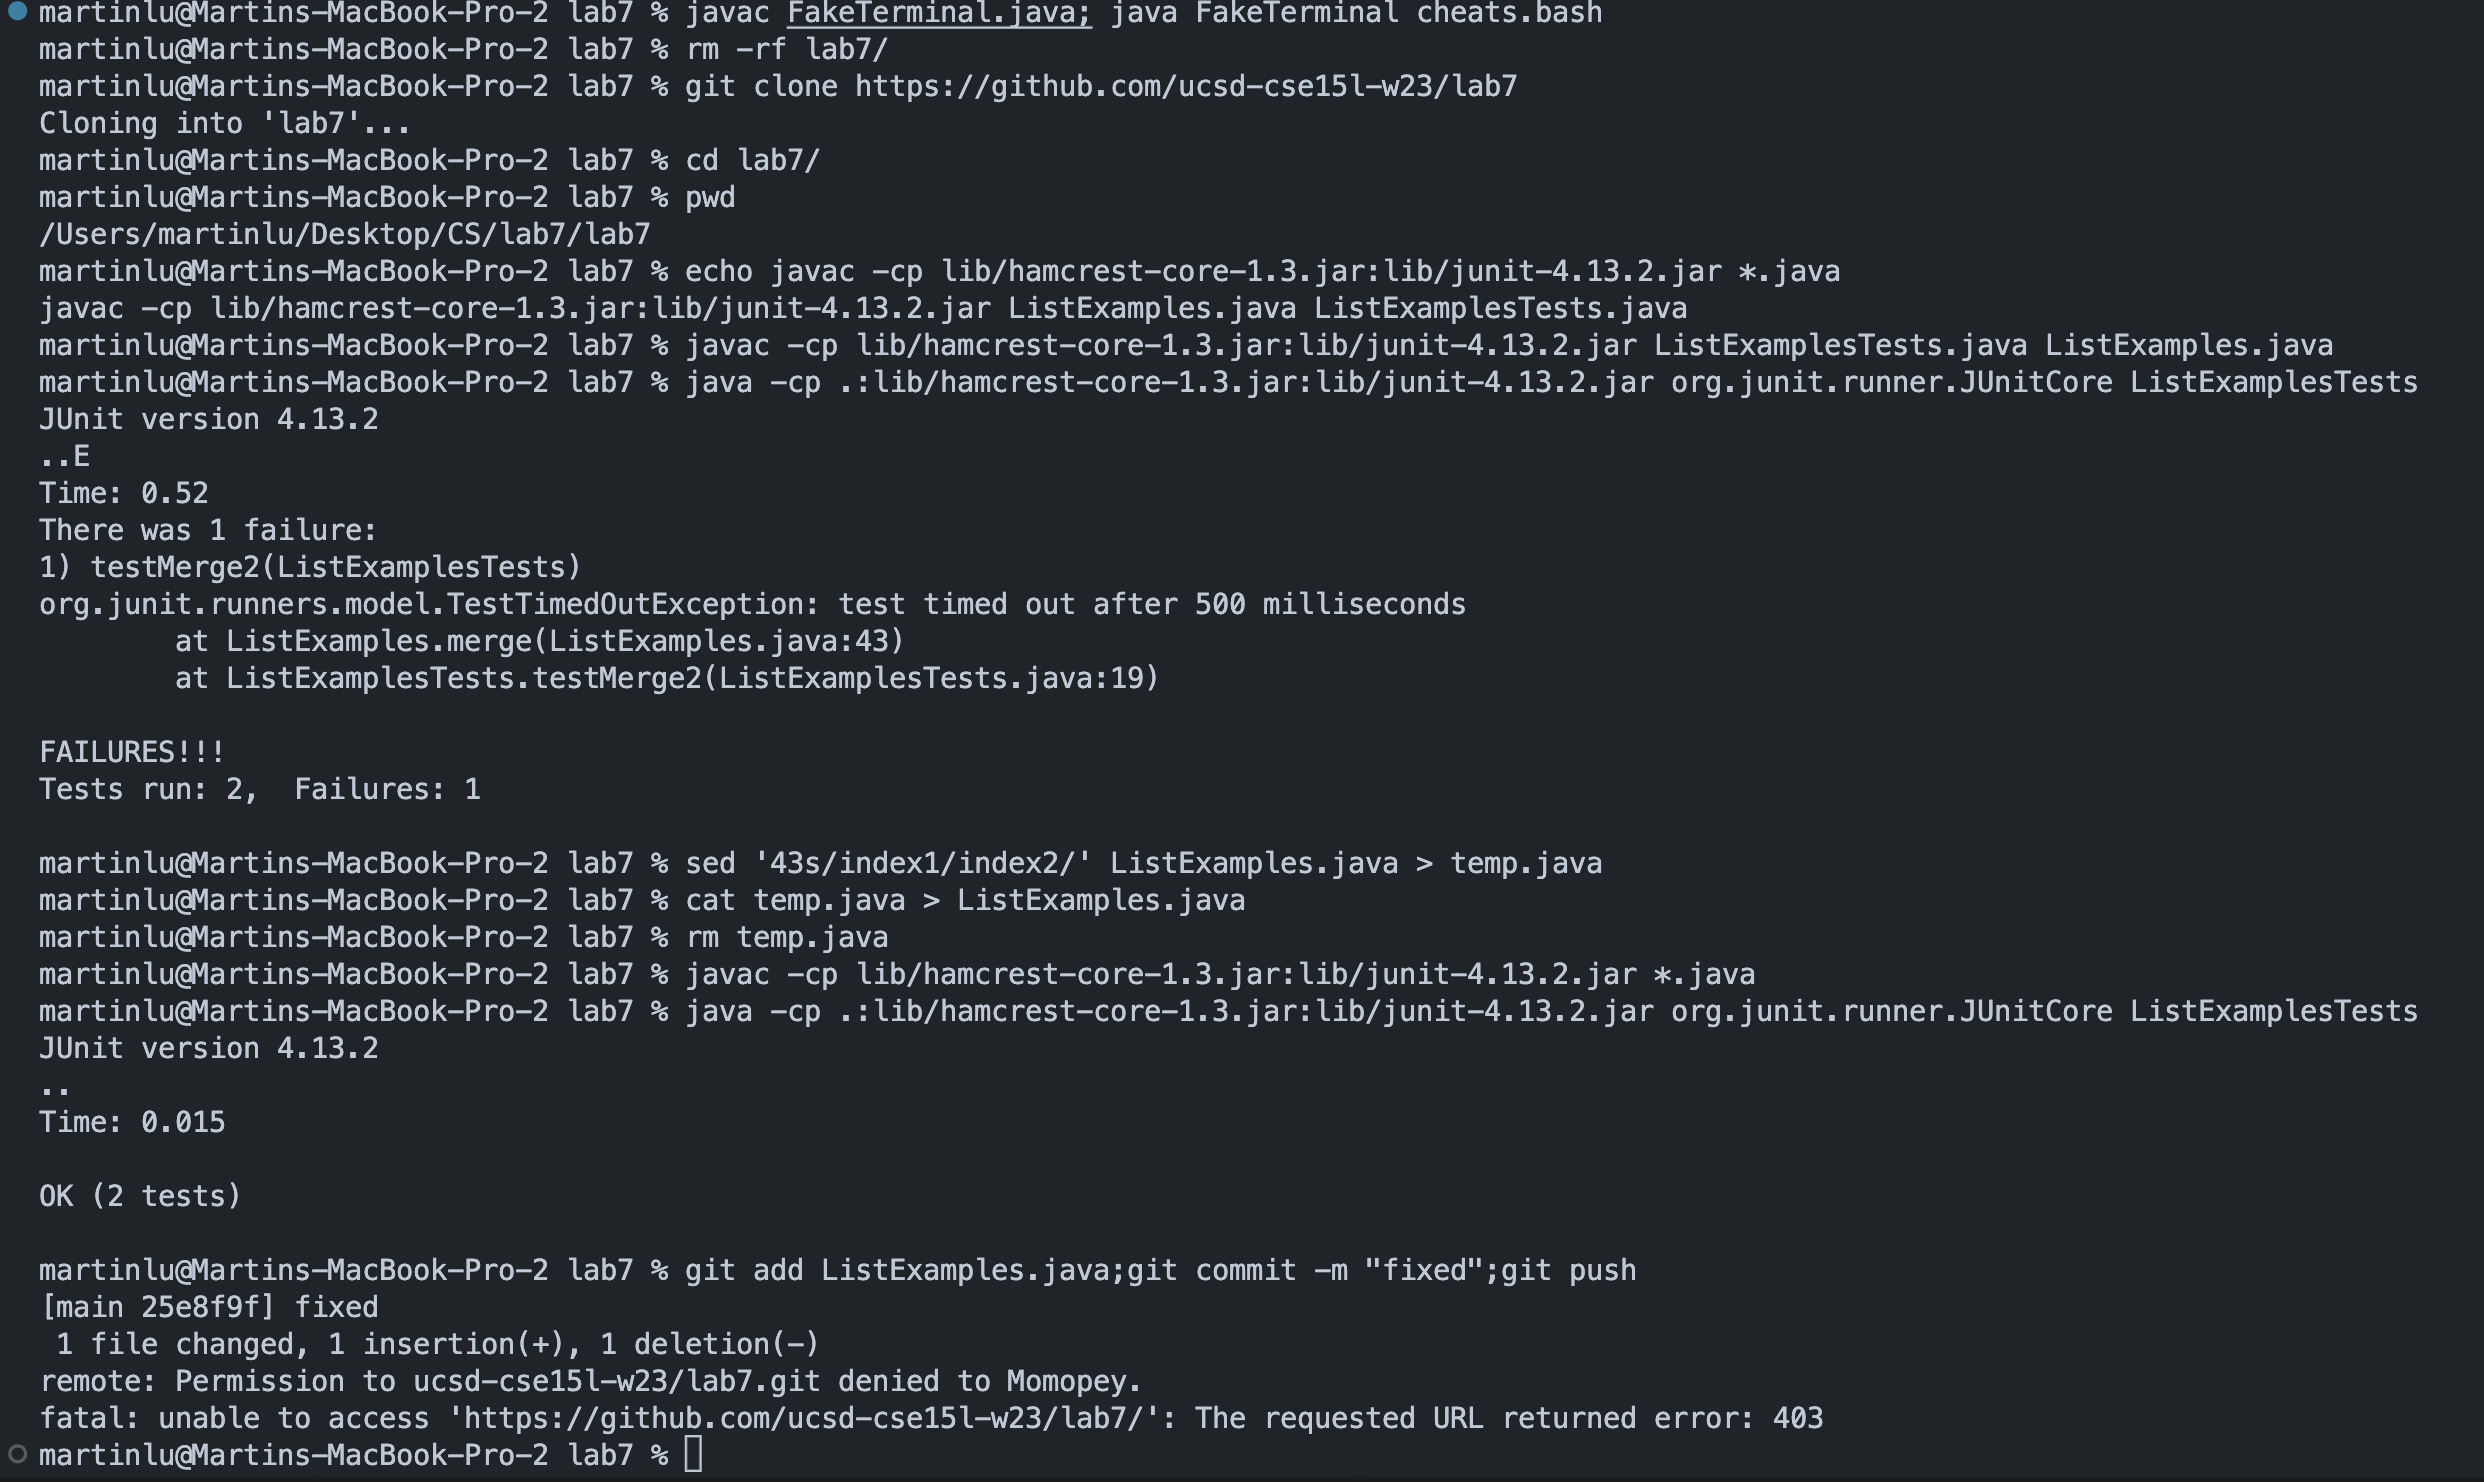 martinlu@Martins-MacBook-Pro-2 lab7 % javac FakeTerminal.java; java FakeTerminal cheats.bash
martinlu@Martins-MacBook-Pro-2 lab7 % rm -rf lab7/
martinlu@Martins-MacBook-Pro-2 lab7 % git clone https://github.com/ucsd-cse15l-w23/lab7
Cloning into 'lab7'...
martinlu@Martins-MacBook-Pro-2 lab7 % cd lab7/
martinlu@Martins-MacBook-Pro-2 lab7 % pwd
/Users/martinlu/Desktop/CS/lab7/lab7
martinlu@Martins-MacBook-Pro-2 lab7 % echo javac -cp lib/hamcrest-core-1.3.jar:lib/junit-4.13.2.jar *.java
javac -cp lib/hamcrest-core-1.3.jar:lib/junit-4.13.2.jar ListExamples.java ListExamplesTests.java
martinlu@Martins-MacBook-Pro-2 lab7 % javac -cp lib/hamcrest-core-1.3.jar:lib/junit-4.13.2.jar ListExamplesTests.java ListExamples.java
martinlu@Martins-MacBook-Pro-2 lab7 % java -cp .:lib/hamcrest-core-1.3.jar:lib/junit-4.13.2.jar org.junit.runner.JUnitCore ListExamplesTests
JUnit version 4.13.2
..E
Time: 0.52
There was 1 failure:
1) testMerge2(ListExamplesTests)
org.junit.runners.model.TestTimedOutException: test timed out after 500 milliseconds
        at ListExamples.merge(ListExamples.java:43)
        at ListExamplesTests.testMerge2(ListExamplesTests.java:19)

FAILURES!!!
Tests run: 2,  Failures: 1

martinlu@Martins-MacBook-Pro-2 lab7 % sed '43s/index1/index2/' ListExamples.java > temp.java
martinlu@Martins-MacBook-Pro-2 lab7 % cat temp.java > ListExamples.java
martinlu@Martins-MacBook-Pro-2 lab7 % rm temp.java
martinlu@Martins-MacBook-Pro-2 lab7 % javac -cp lib/hamcrest-core-1.3.jar:lib/junit-4.13.2.jar *.java
martinlu@Martins-MacBook-Pro-2 lab7 % java -cp .:lib/hamcrest-core-1.3.jar:lib/junit-4.13.2.jar org.junit.runner.JUnitCore ListExamplesTests
JUnit version 4.13.2
..
Time: 0.015

OK (2 tests)

martinlu@Martins-MacBook-Pro-2 lab7 % git add ListExamples.java;git commit -m "fixed";git push
[main 25e8f9f] fixed
 1 file changed, 1 insertion(+), 1 deletion(-)
remote: Permission to ucsd-cse15l-w23/lab7.git denied to Momopey.
fatal: unable to access 'https://github.com/ucsd-cse15l-w23/lab7/': The requested URL returned error: 403
martinlu@Martins-MacBook-Pro-2 lab7 %